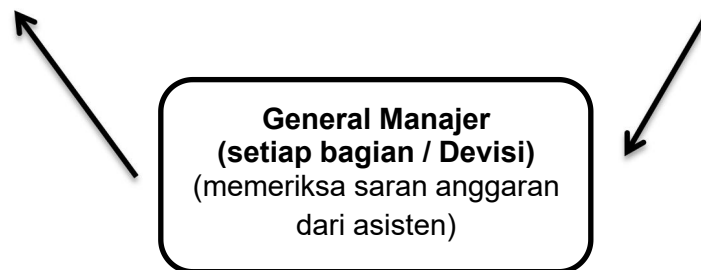 General Manajer
(setiap bagian / Devisi)
(memeriksa saran anggaran
dari asisten)